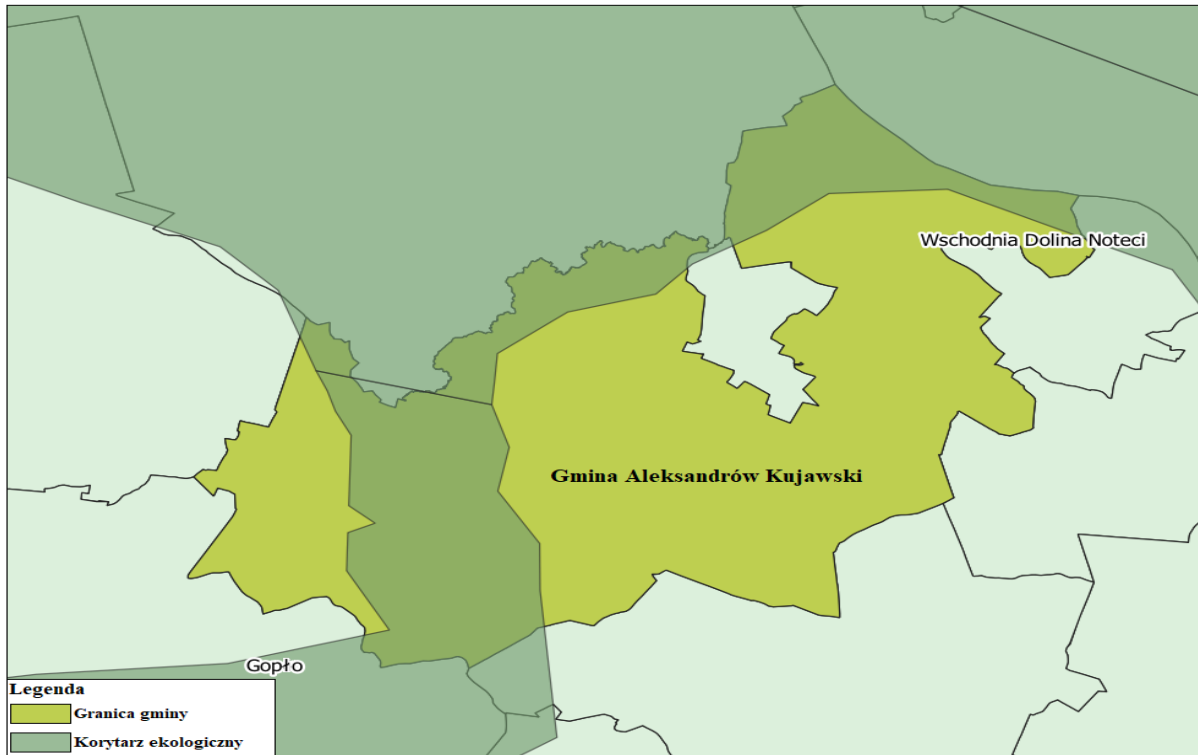 Wschodnia Dolina Noteci
Gmina Aleksandrów Kujawski
Gopło
Legenda
Granica gminy
Korytarz ekologiczny